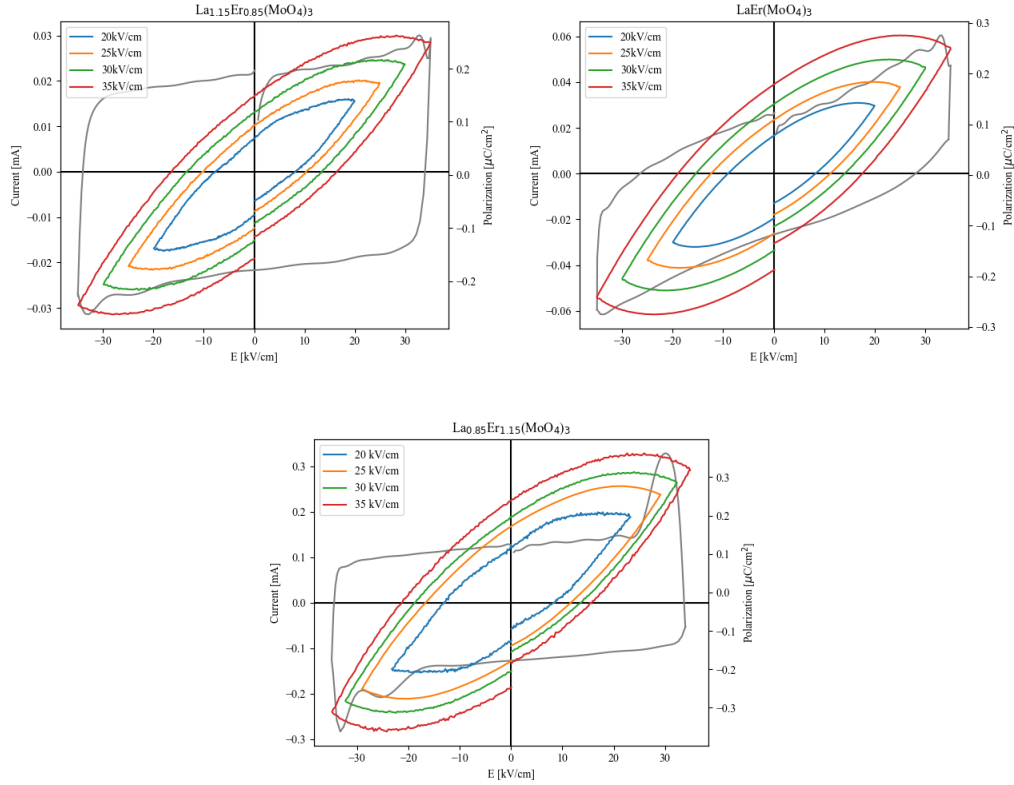 La1.15Er0.85(MoO4)3
20kV/cm
25kV/cm
30kV/cm
35kV/cm
0.03
0.02
0.01
0.00
−0.01
−0.02
−0.03
Current [mA]
0.2
0.1
0.0
−0.1
−0.2
Polarization [μC/cm2]
−30 −20 −10 0 10 20 30
E [kV/cm]
LaEr(MoO4)3
20kV/cm
25kV/cm
30kV/cm
35kV/cm
0.06
0.04
0.02
0.00
−0.02
−0.04
−0.06
Current [mA]
0.3
0.2
0.1
0.0
−0.1
−0.2
−0.3
Polarization [μC/cm2]
−30 −20 −10 0 10 20 30
E [kV/cm]
La0.85Er1.15(MoO4)3
20 kV/cm
25 kV/cm
30 kV/cm
35 kV/cm
0.3
0.2
0.1
0.0
−0.1
−0.2
−0.3
Current [mA]
0.3
0.2
0.1
0.0
−0.1
−0.2
−0.3
Polarization [μC/cm2]
−30 −20 −10 0 10 20 30
E [kV/cm]